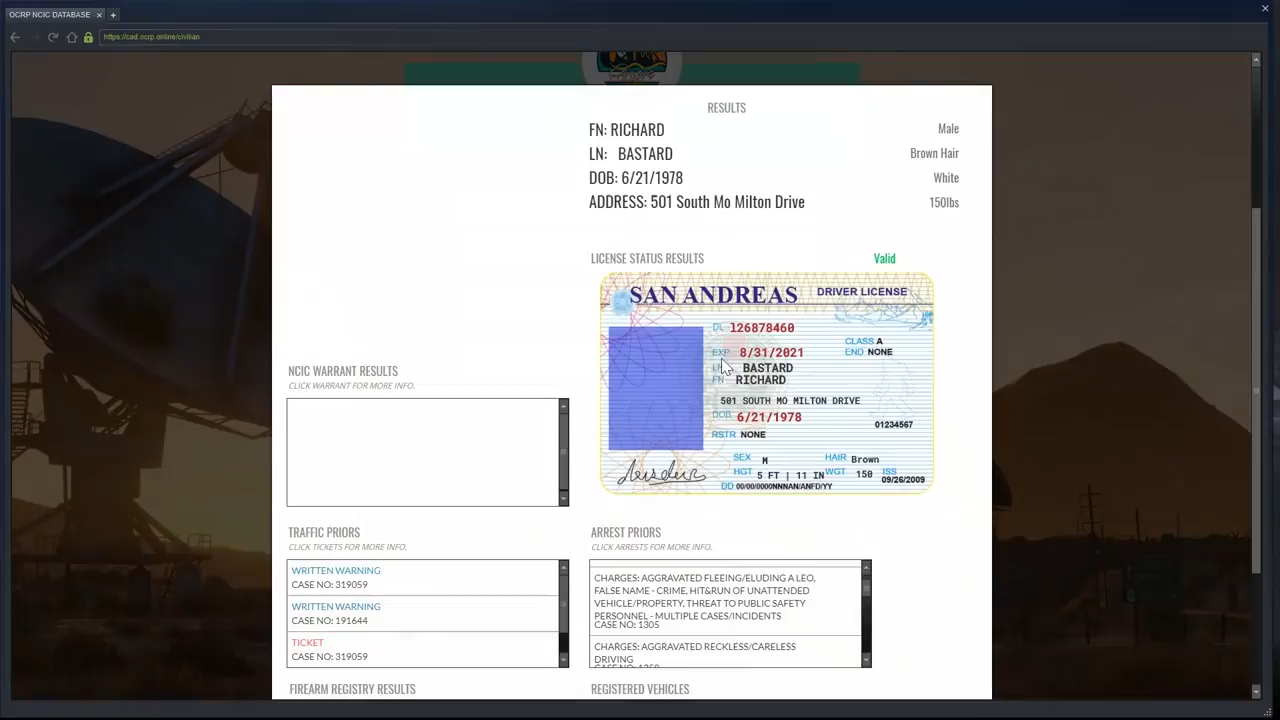 OCRP NCIC DATABASE
https://cad.ocrp.online/civilian
RESULTS
FN: RICHARD
Male
LN: BASTARD
Brown Hair
DOB: 6/21/1978
White
ADDRESS: 501 South Mo Milton Drive
150lbs
LICENSE STATUS RESULTS
Valid
SAN ANDREAS DRIVER LICENSE
DL 126878460
EXP 8/31/2021
CLASS A
END NONE
BASTARD
FN RICHARD
501 SOUTH MO MILTON DRIVE
DOB 6/21/1978
01234567
RSTR NONE
SEX M
HAIR Brown
HGT 5 FT | 11 IN
WGT 150
ISS 09/26/2009
DD 00/00/0000NNNAN/ANFD/YY
NCIC WARRANT RESULTS
CLICK WARRANT FOR MORE INFO.
TRAFFIC PRIORS
CLICK TICKETS FOR MORE INFO.
WRITTEN WARNING
CASE NO: 319059
WRITTEN WARNING
CASE NO: 191644
TICKET
CASE NO: 319059
ARREST PRIORS
CLICK ARRESTS FOR MORE INFO.
CHARGES: AGGRAVATED FLEEING/ELUDING A LEO,
FALSE NAME - CRIME, HIT&RUN OF UNATTENDED
VEHICLE/PROPERTY, THREAT TO PUBLIC SAFETY
PERSONNEL - MULTIPLE CASES/INCIDENTS
CASE NO: 1305
CHARGES: AGGRAVATED RECKLESS/CARELESS
DRIVING
FIREARM REGISTRY RESULTS
REGISTERED VEHICLES